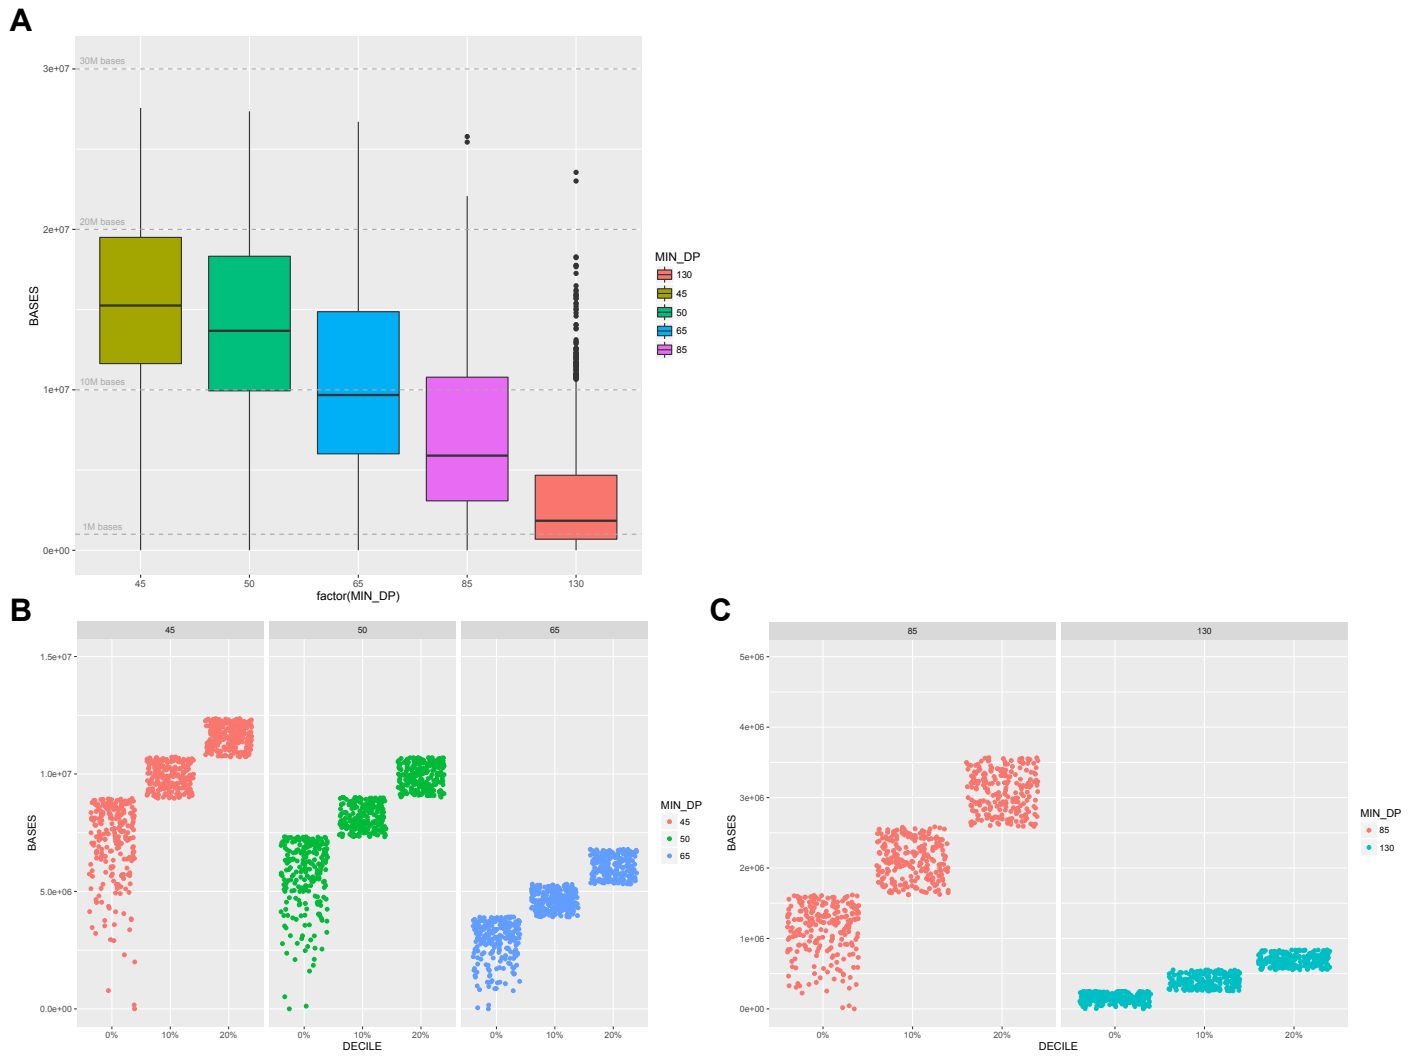 A
30M bases
3e+07
20M bases
2e+07
10M bases
1e+07
1M bases
0e+00
BASES
45
50
65
85
130
factor(MIN_DP)
MIN_DP
130
45
50
65
85
B
45
50
65
1.5e+07
1.0e+07
5.0e+06
0.0e+00
BASES
0%
10%
20%
0%
10%
20%
0%
10%
20%
DECILE
MIN_DP
45
50
65
C
85
130
5e+06
4e+06
3e+06
2e+06
1e+06
0e+00
BASES
0%
10%
20%
0%
10%
20%
DECILE
MIN_DP
85
130